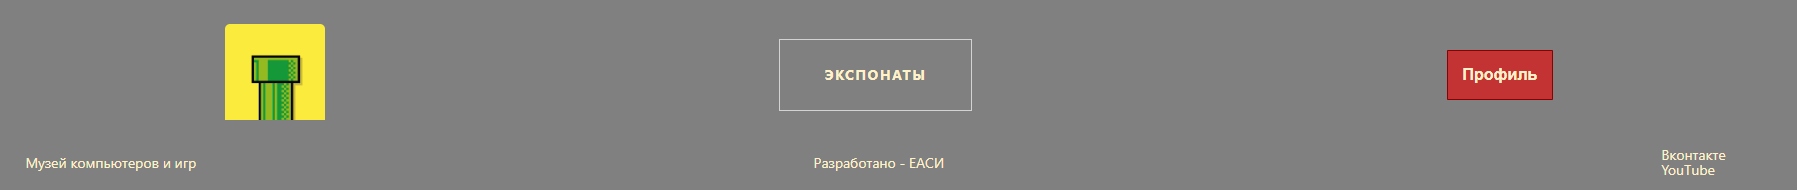 ЭКСПОНАТЫ
Профиль
Музей компьютеров и игр
Разработано - ЕАСИ
Вконтакте
YouTube